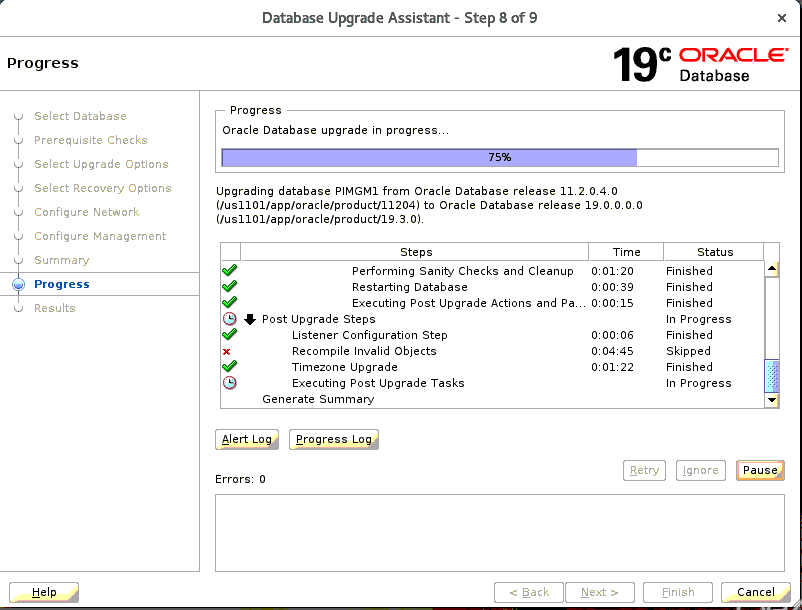 Database Upgrade Assistant - Step 8 of 9
Progress
19c ORACLE Database
Select Database
Prerequisite Checks
Select Upgrade Options
Select Recovery Options
Configure Network
Configure Management
Summary
Progress
Results
Progress
Oracle Database upgrade in progress...
75%
Upgrading database PIMGM1 from Oracle Database release 11.2.0.4.0
(/us1101/app/oracle/product/11204) to Oracle Database release 19.0.0.0.0
(/us1101/app/oracle/product/19.3.0).
Steps Time Status
Performing Sanity Checks and Cleanup 0:01:20 Finished
Restarting Database 0:00:39 Finished
Executing Post Upgrade Actions and Pa... 0:00:15 Finished
Post Upgrade Steps In Progress
Listener Configuration Step 0:00:06 Finished
Recompile Invalid Objects 0:04:45 Skipped
Timezone Upgrade 0:01:22 Finished
Executing Post Upgrade Tasks In Progress
Generate Summary
Alert Log Progress Log
Retry Ignore Pause
Errors: 0
Help < Back Next > Finish Cancel